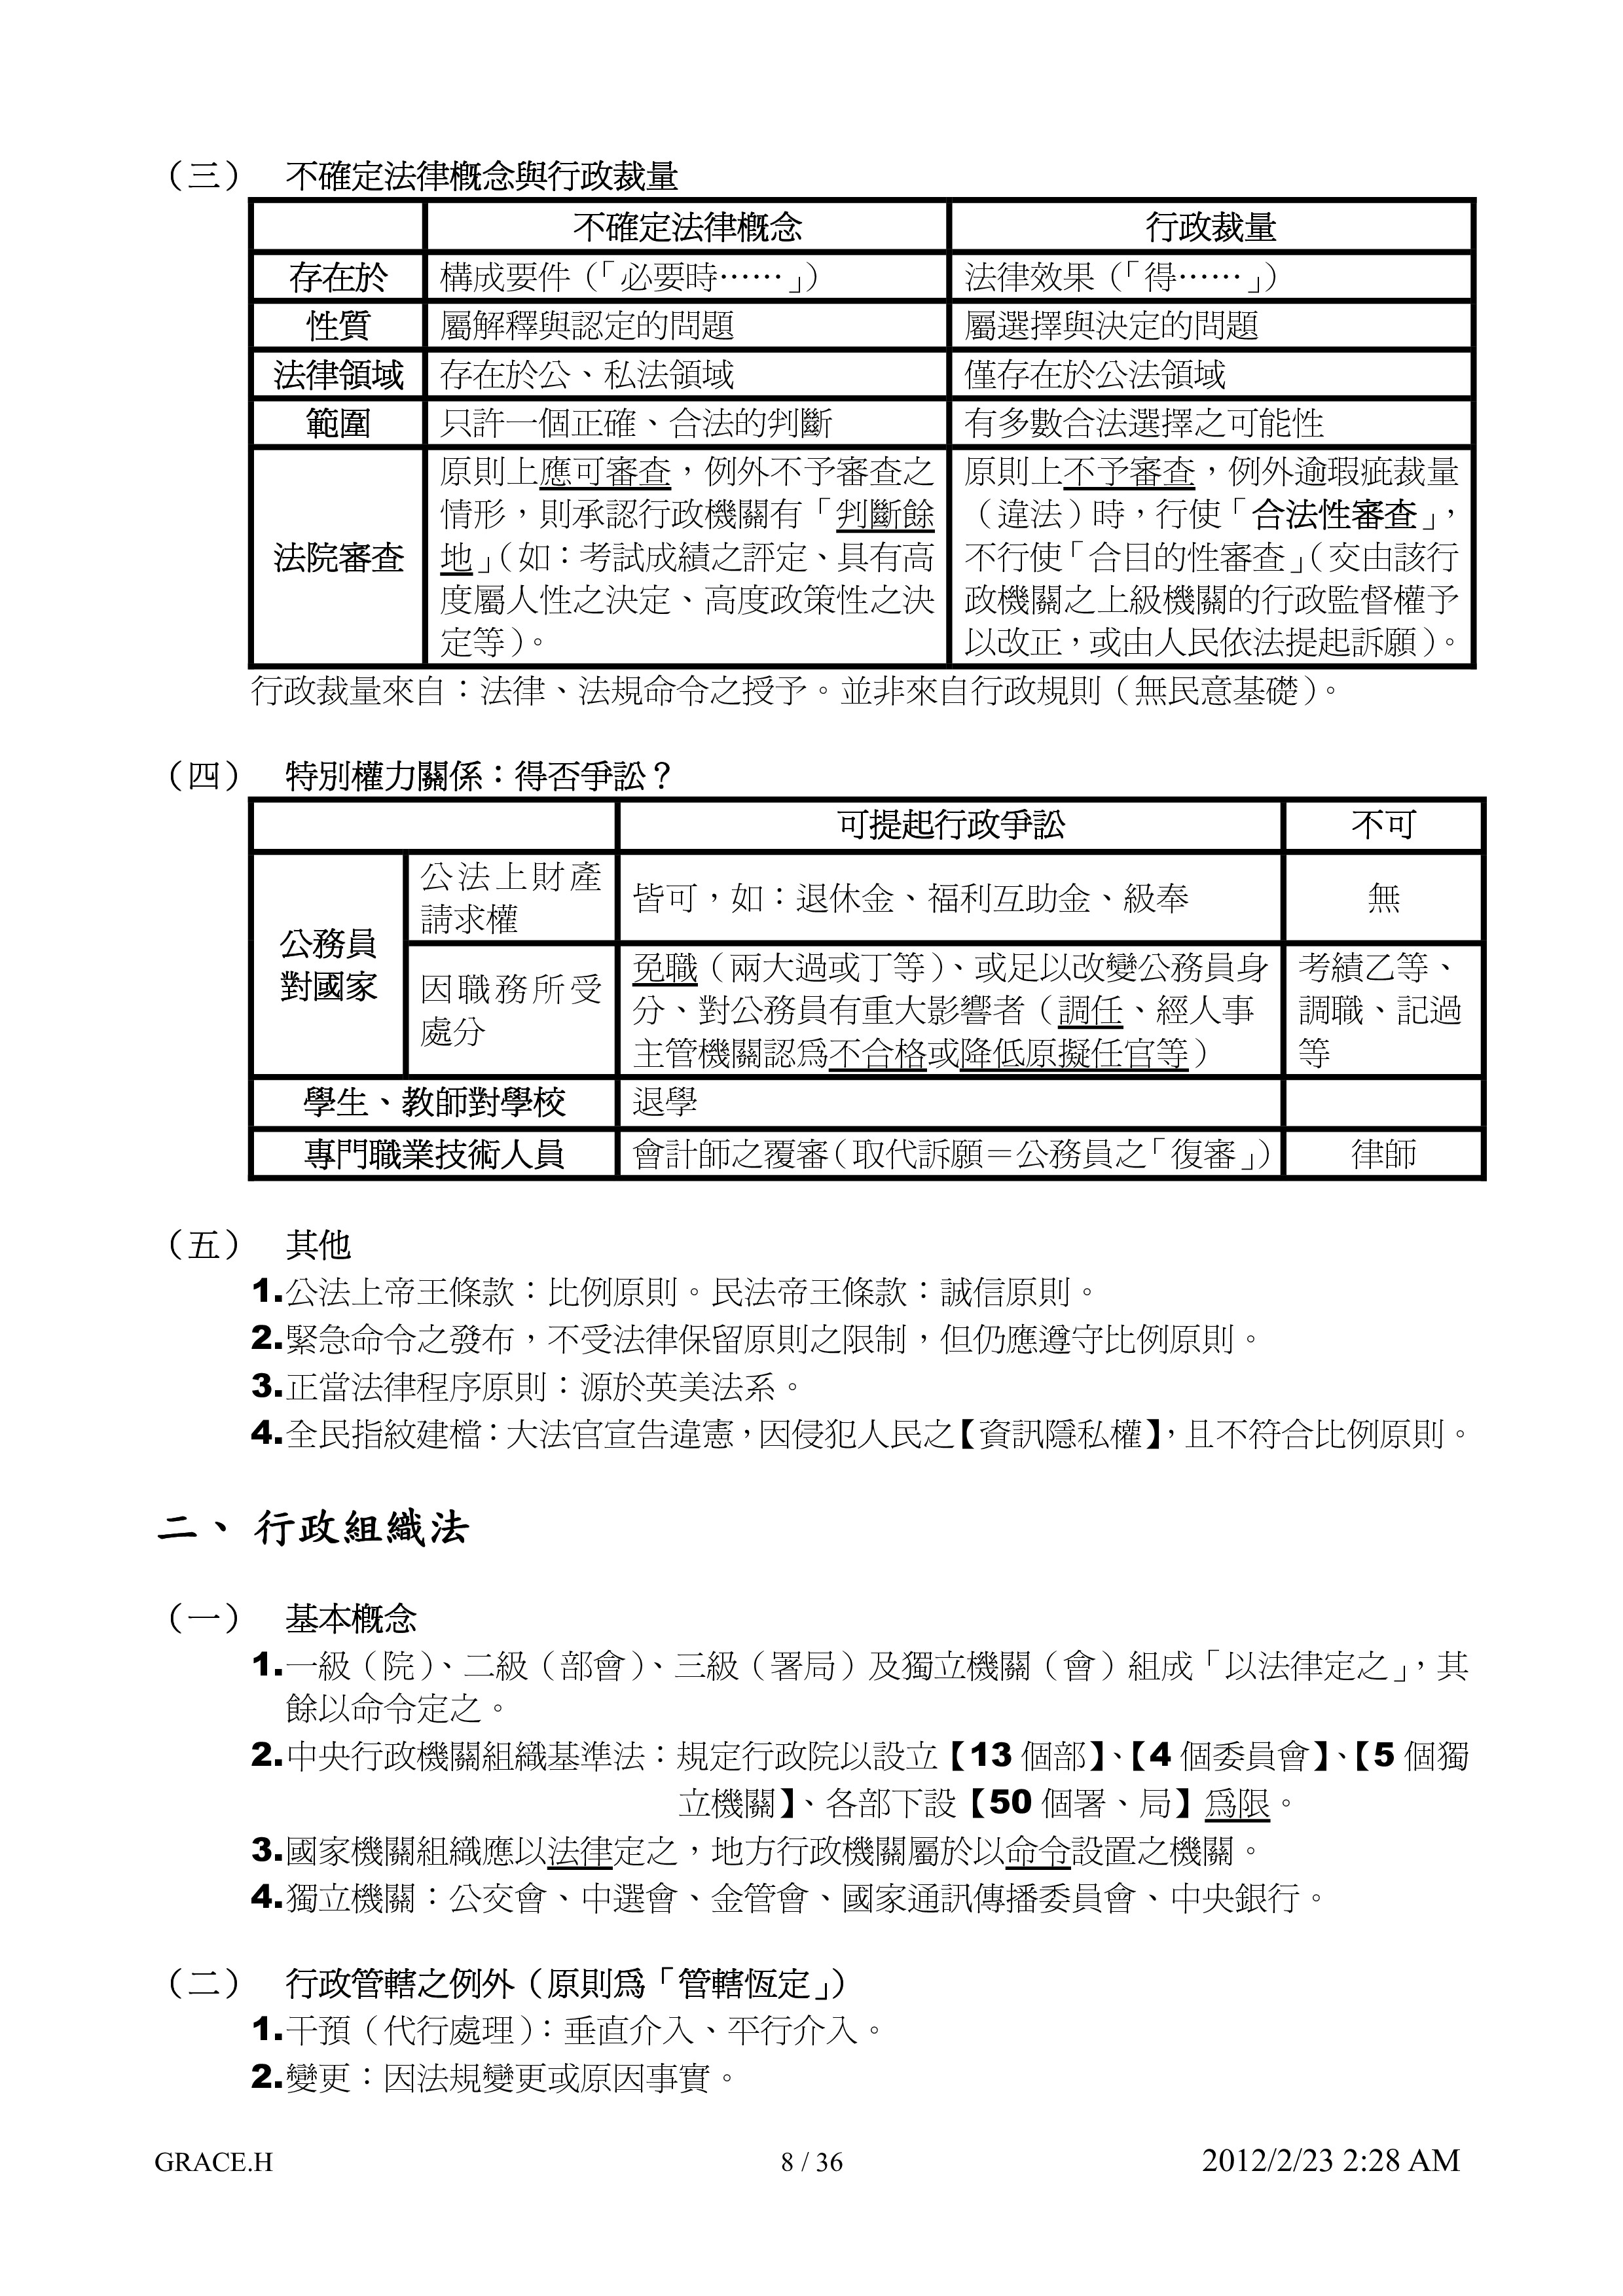 （三） 不確定法律概念與行政裁量
不確定法律概念 行政裁量
存在於 構成要件（「必要時……」） 法律效果（「得……」）
性質 屬解釋與認定的問題 屬選擇與決定的問題
法律領域 存在於公、私法領域 僅存在於公法領域
範圍 只許一個正確、合法的判斷 有多數合法選擇之可能性
法院審查
原則上應可審查，例外不予審查之
情形，則承認行政機關有「判斷餘
地」（如：考試成績之評定、具有高
度屬人性之決定、高度政策性之決
定等）。
原則上不予審查，例外逾瑕疵裁量
（違法）時，行使「合法性審查」，
不行使「合目的性審查」（交由該行
政機關之上級機關的行政監督權予
以改正，或由人民依法提起訴願）。
行政裁量來自：法律、法規命令之授予。並非來自行政規則（無民意基礎）。
（四） 特別權力關係：得否爭訟？
可提起行政爭訟 不可
公務員
對國家
公法上財產
請求權
皆可，如：退休金、福利互助金、級奉 無
因職務所受
處分
免職（兩大過或丁等）、或足以改變公務員身
分、對公務員有重大影響者（調任、經人事
主管機關認為不合格或降低原擬任官等）
考績乙等、
調職、記過
等
學生、教師對學校 退學
專門職業技術人員 會計師之覆審（取代訴願＝公務員之「復審」） 律師
（五） 其他
1.公法上帝王條款：比例原則。民法帝王條款：誠信原則。
2.緊急命令之發布，不受法律保留原則之限制，但仍應遵守比例原則。
3.正當法律程序原則：源於英美法系。
4.全民指紋建檔：大法官宣告違憲，因侵犯人民之【資訊隱私權】，且不符合比例原則。
二、 行政組織法
（一） 基本概念
1.一級（院）、二級（部會）、三級（署局）及獨立機關（會）組成「以法律定之」，其
餘以命令定之。
2.中央行政機關組織基準法：規定行政院以設立【13 個部】、【4 個委員會】、【5 個獨
立機關】、各部下設【50 個署、局】為限。
3.國家機關組織應以法律定之，地方行政機關屬於以命令設置之機關。
4.獨立機關：公交會、中選會、金管會、國家通訊傳播委員會、中央銀行。
（二） 行政管轄之例外（原則為「管轄恆定」）
1.干預（代行處理）：垂直介入、平行介入。
2.變更：因法規變更或原因事實。
GRACE.H 8 / 36 2012/2/23 2:28 AM